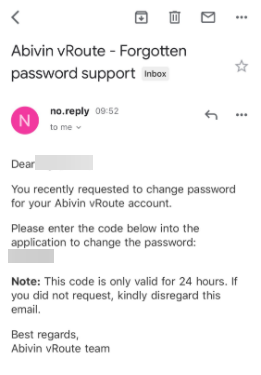 Abivin vRoute - Forgotten
password support Inbox
N
no.reply 09:52
to me
Dear
You recently requested to change password
for your Abivin vRoute account.
Please enter the code below into the
application to change the password:
Note: This code is only valid for 24 hours. If
you did not request, kindly disregard this
email.
Best regards,
Abivin vRoute team